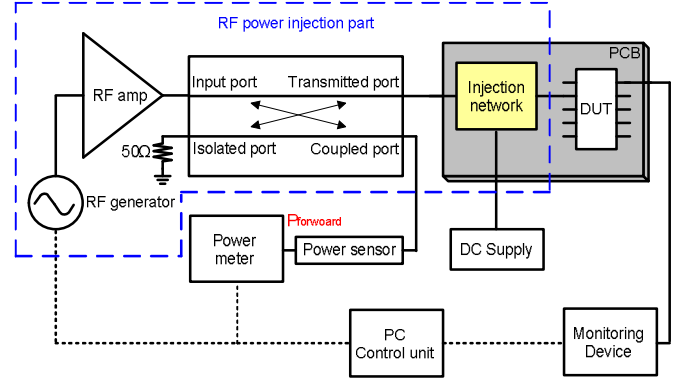 RF power injection part
PCB
RF amp
Input port
Transmitted port
Injection
network
DUT
50Ω
Isolated port
Coupled port
RF generator
Pforwoard
Power
meter
Power sensor
DC Supply
PC
Control unit
Monitoring
Device